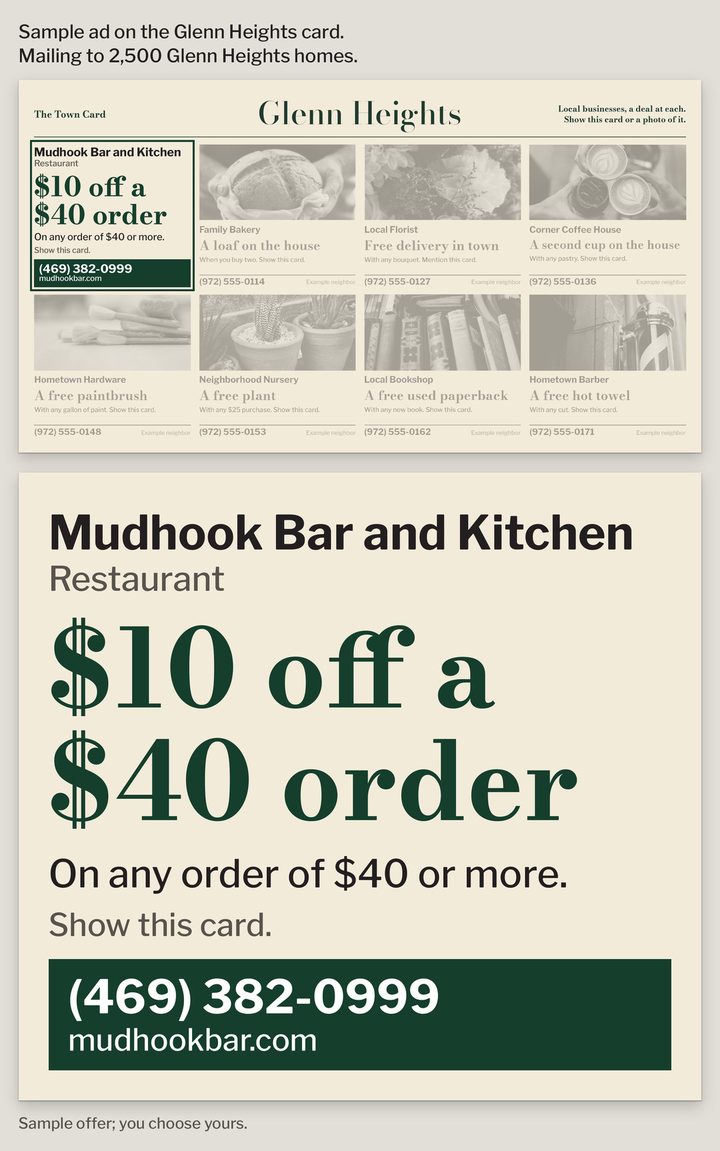 Sample ad on the Glenn Heights card.
Mailing to 2,500 Glenn Heights homes.
The Town Card
Glenn Heights
Local businesses, a deal at each.
Show this card or a photo of it.
Mudhook Bar and Kitchen
Restaurant
$10 off a
$40 order
On any order of $40 or more.
Show this card.
(469) 382-0999
mudhookbar.com
Family Bakery
A loaf on the house
When you buy two. Show this card.
(972) 555-0114
Example neighbor
Local Florist
Free delivery in town
With any bouquet. Mention this card.
(972) 555-0127
Example neighbor
Corner Coffee House
A second cup on the house
With any pastry. Show this card.
(972) 555-0136
Example neighbor
Hometown Hardware
A free paintbrush
With any gallon of paint. Show this card.
(972) 555-0148
Example neighbor
Neighborhood Nursery
A free plant
With any $25 purchase. Show this card.
(972) 555-0153
Example neighbor
Local Bookshop
A free used paperback
With any new book. Show this card.
(972) 555-0162
Example neighbor
Hometown Barber
A free hot towel
With any cut. Show this card.
(972) 555-0171
Example neighbor
Mudhook Bar and Kitchen
Restaurant
$10 off a
$40 order
On any order of $40 or more.
Show this card.
(469) 382-0999
mudhookbar.com
Sample offer; you choose yours.